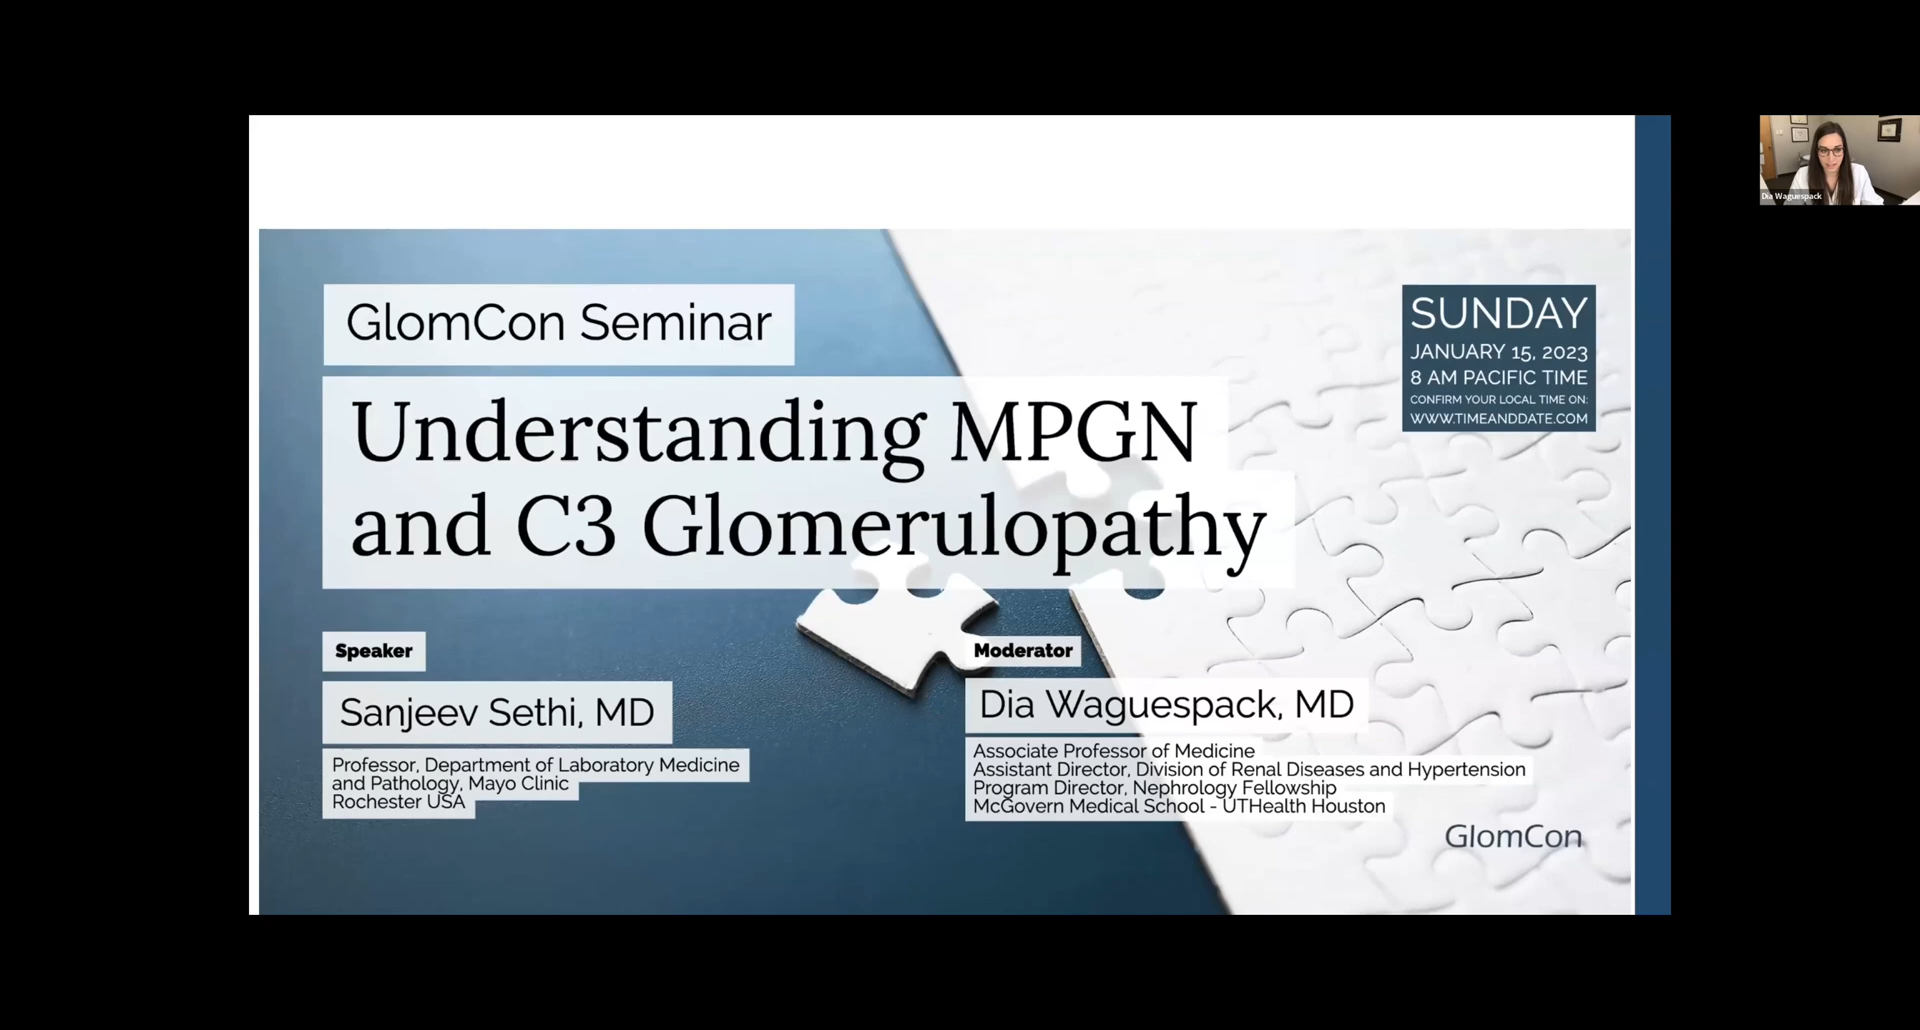 GlomCon Seminar
Understanding MPGN
and C3 Glomerulopathy
SUNDAY
JANUARY 15, 2023
8 AM PACIFIC TIME
CONFIRM YOUR LOCAL TIME ON:
WWW.TIMEANDDATE.COM
Speaker
Sanjeev Sethi, MD
Professor, Department of Laboratory Medicine
and Pathology, Mayo Clinic
Rochester USA
Moderator
Dia Waguespack, MD
Associate Professor of Medicine
Assistant Director, Division of Renal Diseases and Hypertension
Program Director, Nephrology Fellowship
McGovern Medical School - UTHealth Houston
GlomCon
Dia Waguespack